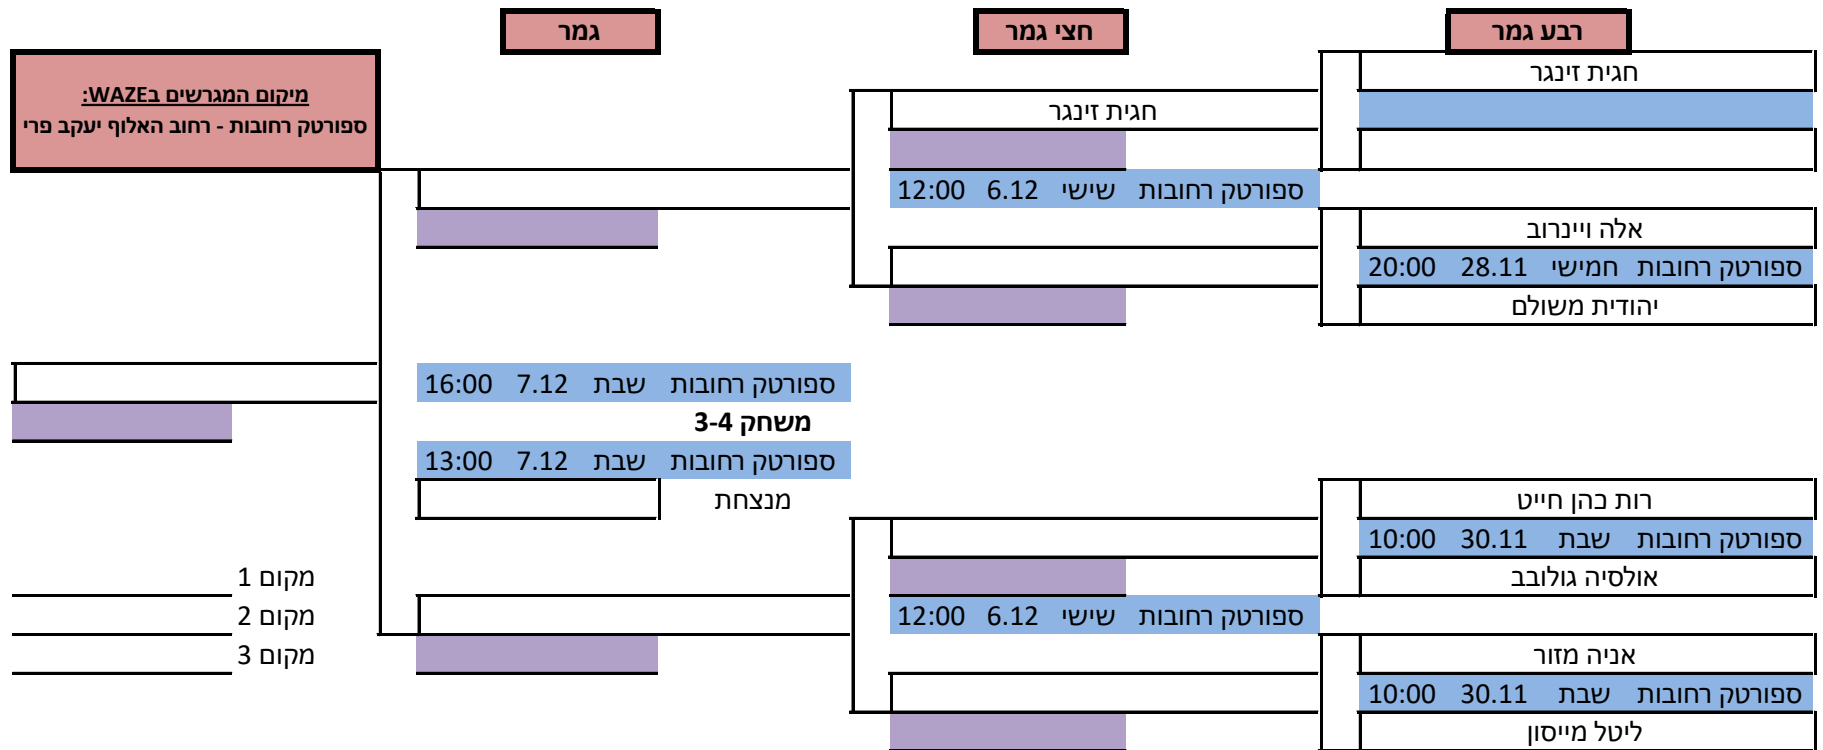 רבע גמר
חצי גמר
גמר
מיקום המגרשים בWAZE:
ספורטק רחובות - רחוב האלוף יעקב פרי
חגית זינגר
חגית זינגר
ספורטק רחובות שישי 6.12 12:00
אלה ויינרוב
ספורטק רחובות חמישי 28.11 20:00
יהודית משולם
ספורטק רחובות שבת 7.12 16:00
משחק 3-4
ספורטק רחובות שבת 7.12 13:00
מנצחת
רות כהן חייט
ספורטק רחובות שבת 30.11 10:00
אולסיה גולובב
ספורטק רחובות שישי 6.12 12:00
אניה מזור
ספורטק רחובות שבת 30.11 10:00
ליטל מייסון
מקום 1
מקום 2
מקום 3